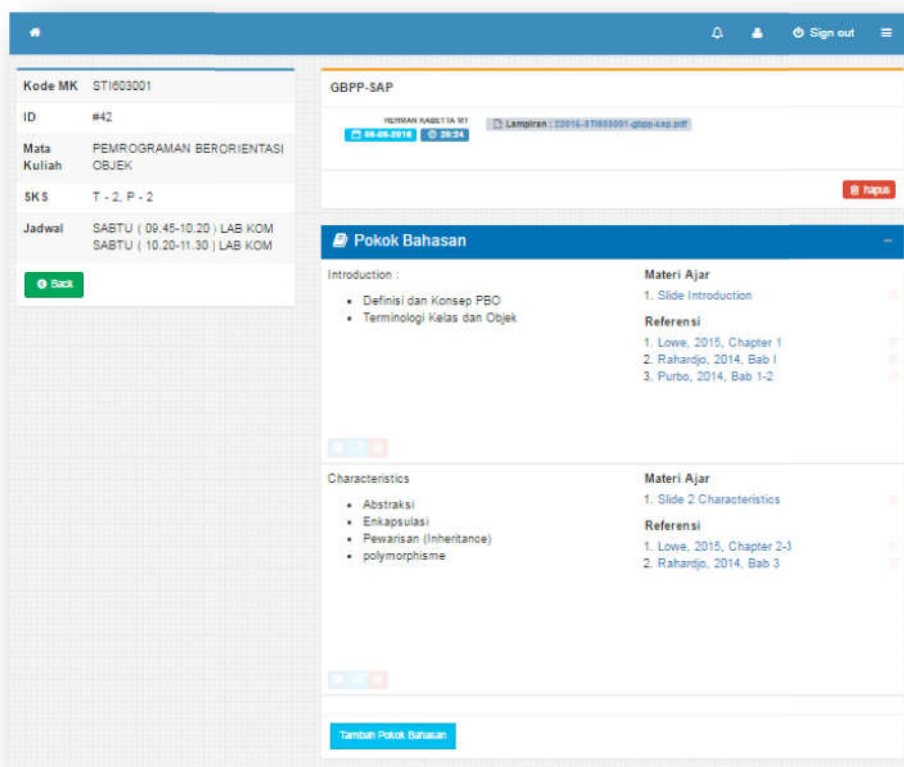 Sign out
Kode MK STI603001
ID #42
Mata Kuliah PEMROGRAMAN BERORIENTASI
OBJEK
SKS T - 2, P - 2
Jadwal SABTU ( 09.45-10.20 ) LAB KOM
SABTU ( 10.20-11.30 ) LAB KOM
Back
GBPP-SAP
HERMAN KABETTA MT
20:24
Lampiran :
hapus
Pokok Bahasan
Introduction :
Definisi dan Konsep PBO
Terminologi Kelas dan Objek
Materi Ajar
1. Slide Introduction
Referensi
1. Lowe, 2015, Chapter 1
2. Rahardjo, 2014, Bab I
3. Purbo, 2014, Bab 1-2
Characteristics
Abstraksi
Enkapsulasi
Pewarisan (Inheritance)
polymorphisme
Materi Ajar
1. Slide 2 Characteristics
Referensi
1. Lowe, 2015, Chapter 2-3
2. Rahardjo, 2014, Bab 3
Tambah Pokok Bahasan